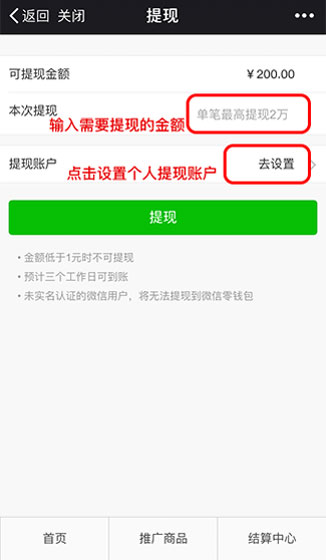 返回 关闭 提现
可提现金额 ¥200.00
本次提现 单笔最高提现2万
输入需要提现的金额
提现账户 去设置
点击设置个人提现账户
提现
• 金额低于1元时不可提现
• 预计三个工作日可到账
• 未实名认证的微信用户，将无法提现到微信零钱包
首页 推广商品 结算中心